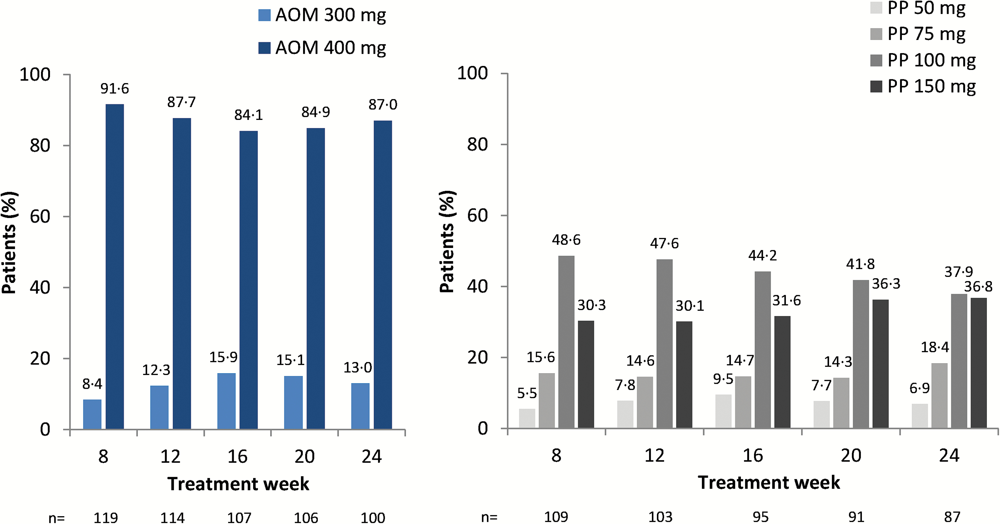 AOM 300 mg
AOM 400 mg
100
80
60
40
20
0
Patients (%)
91·6
87·7
84·1
84·9
87·0
8·4
12·3
15·9
15·1
13·0
8 12 16 20 24
Treatment week
n= 119 114 107 106 100
PP 50 mg
PP 75 mg
PP 100 mg
PP 150 mg
100
80
60
40
20
0
Patients (%)
5·5 15·6 48·6 30·3
7·8 14·6 47·6 30·1
9·5 14·7 44·2 31·6
7·7 14·3 41·8 36·3
6·9 18·4 37·9 36·8
8 12 16 20 24
Treatment week
n= 109 103 95 91 87